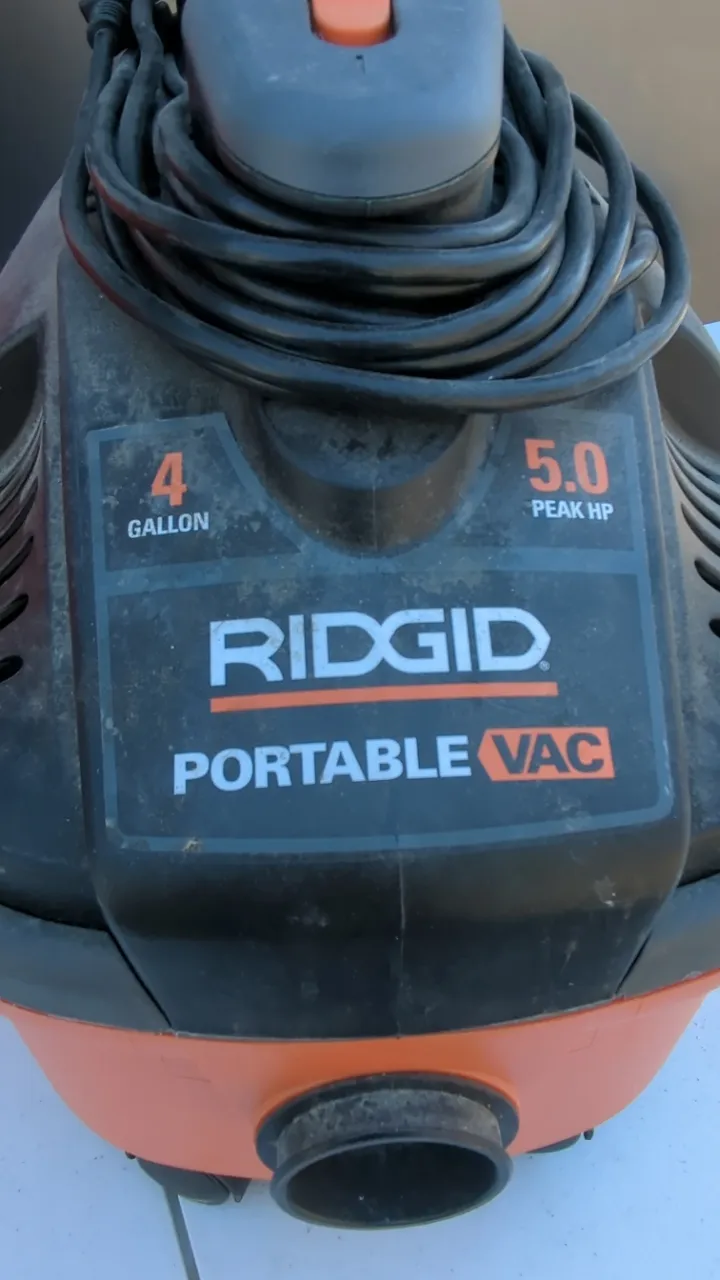 4
GALLON
5.0
PEAK HP
RIDGID®
PORTABLE VAC